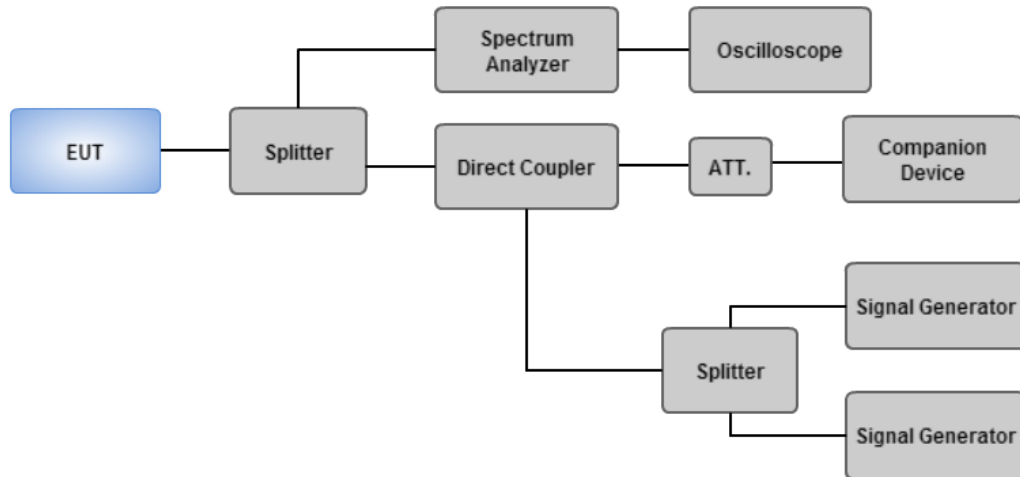 Spectrum
Analyzer
Oscilloscope
EUT
Splitter
Direct Coupler
ATT.
Companion
Device
Signal Generator
Splitter
Signal Generator